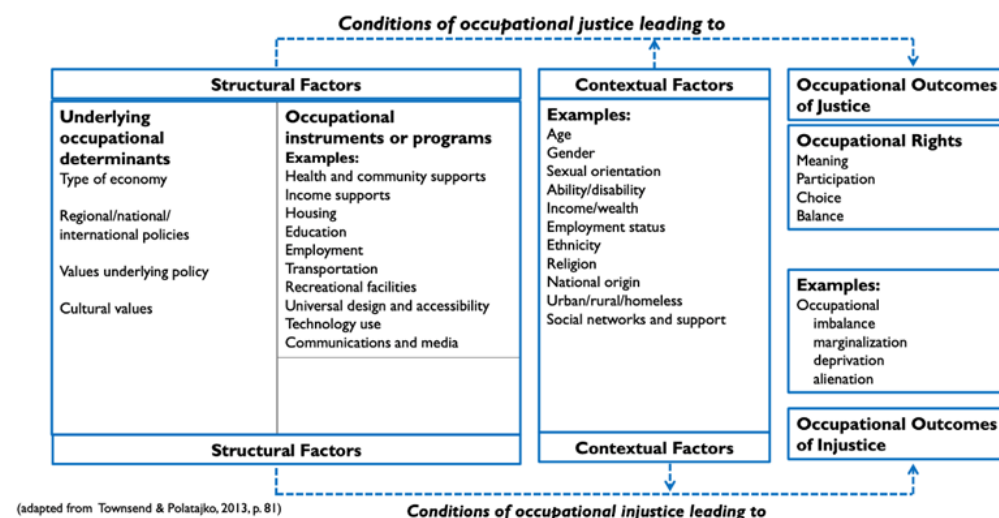 Conditions of occupational justice leading to
Structural Factors
Underlying
occupational
determinants
Type of economy
Regional/national/
international policies
Values underlying policy
Cultural values
Occupational
instruments or programs
Examples:
Health and community supports
Income supports
Housing
Education
Employment
Transportation
Recreational facilities
Universal design and accessibility
Technology use
Communications and media
Structural Factors
Contextual Factors
Examples:
Age
Gender
Sexual orientation
Ability/disability
Income/wealth
Employment status
Ethnicity
Religion
National origin
Urban/rural/homeless
Social networks and support
Contextual Factors
Occupational Outcomes
of Justice
Occupational Rights
Meaning
Participation
Choice
Balance
Examples:
Occupational
imbalance
marginalization
deprivation
alienation
Occupational Outcomes
of Injustice
(adapted from Townsend & Polatajko, 2013, p. 81)
Conditions of occupational injustice leading to